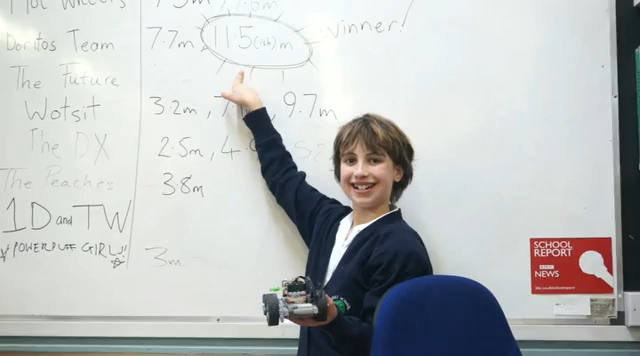 Doritos Team 7.7m 11.5(ish)m Winner!
The Future
Wotsit 3.2m, 9.7m
The DX 2.5m,
The Peaches 3.8m
1D and TW
POWERPUFF GIRLS 3m
SCHOOL
REPORT
BBC
NEWS